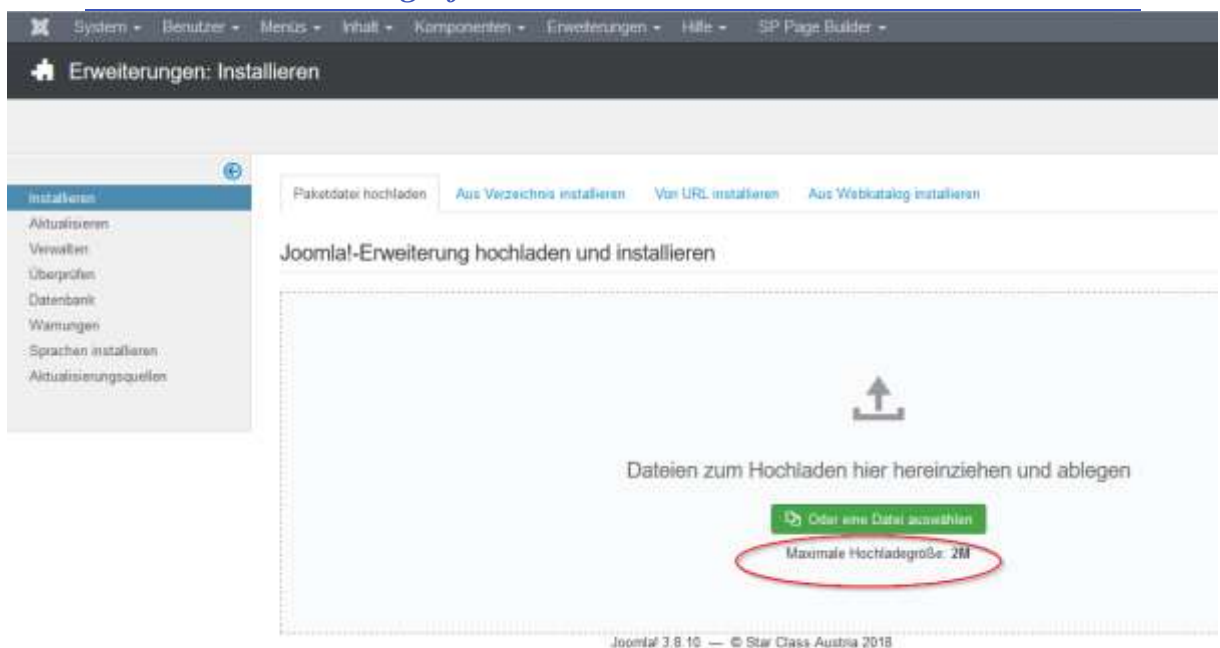 System Benutzer Menüs Inhalt Komponenten Erweiterungen Hilfe SP Page Builder
Erweiterungen: Installieren
Installieren
Aktualisieren
Verwalten
Überprüfen
Datenbank
Warnungen
Sprachen installieren
Aktualisierungsquellen
Paketdatei hochladen Aus Verzeichnis installieren Von URL installieren Aus Webkatalog installieren
Joomla!-Erweiterung hochladen und installieren
Dateien zum Hochladen hier hereinziehen und ablegen
Oder eine Datei auswählen
Maximale Hochladegröße: 2M
Joomla! 3.8.10 — © Star Class Austria 2018